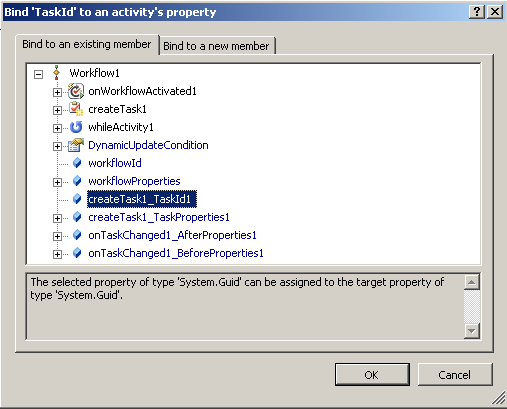 Bind 'TaskId' to an activity's property
Bind to an existing member
Bind to a new member
Workflow1
onWorkflowActivated1
createTask1
whileActivity1
DynamicUpdateCondition
workflowId
workflowProperties
createTask1_TaskId1
createTask1_TaskProperties1
onTaskChanged1_AfterProperties1
onTaskChanged1_BeforeProperties1
The selected property of type 'System.Guid' can be assigned to the target property of
type 'System.Guid'.
OK
Cancel